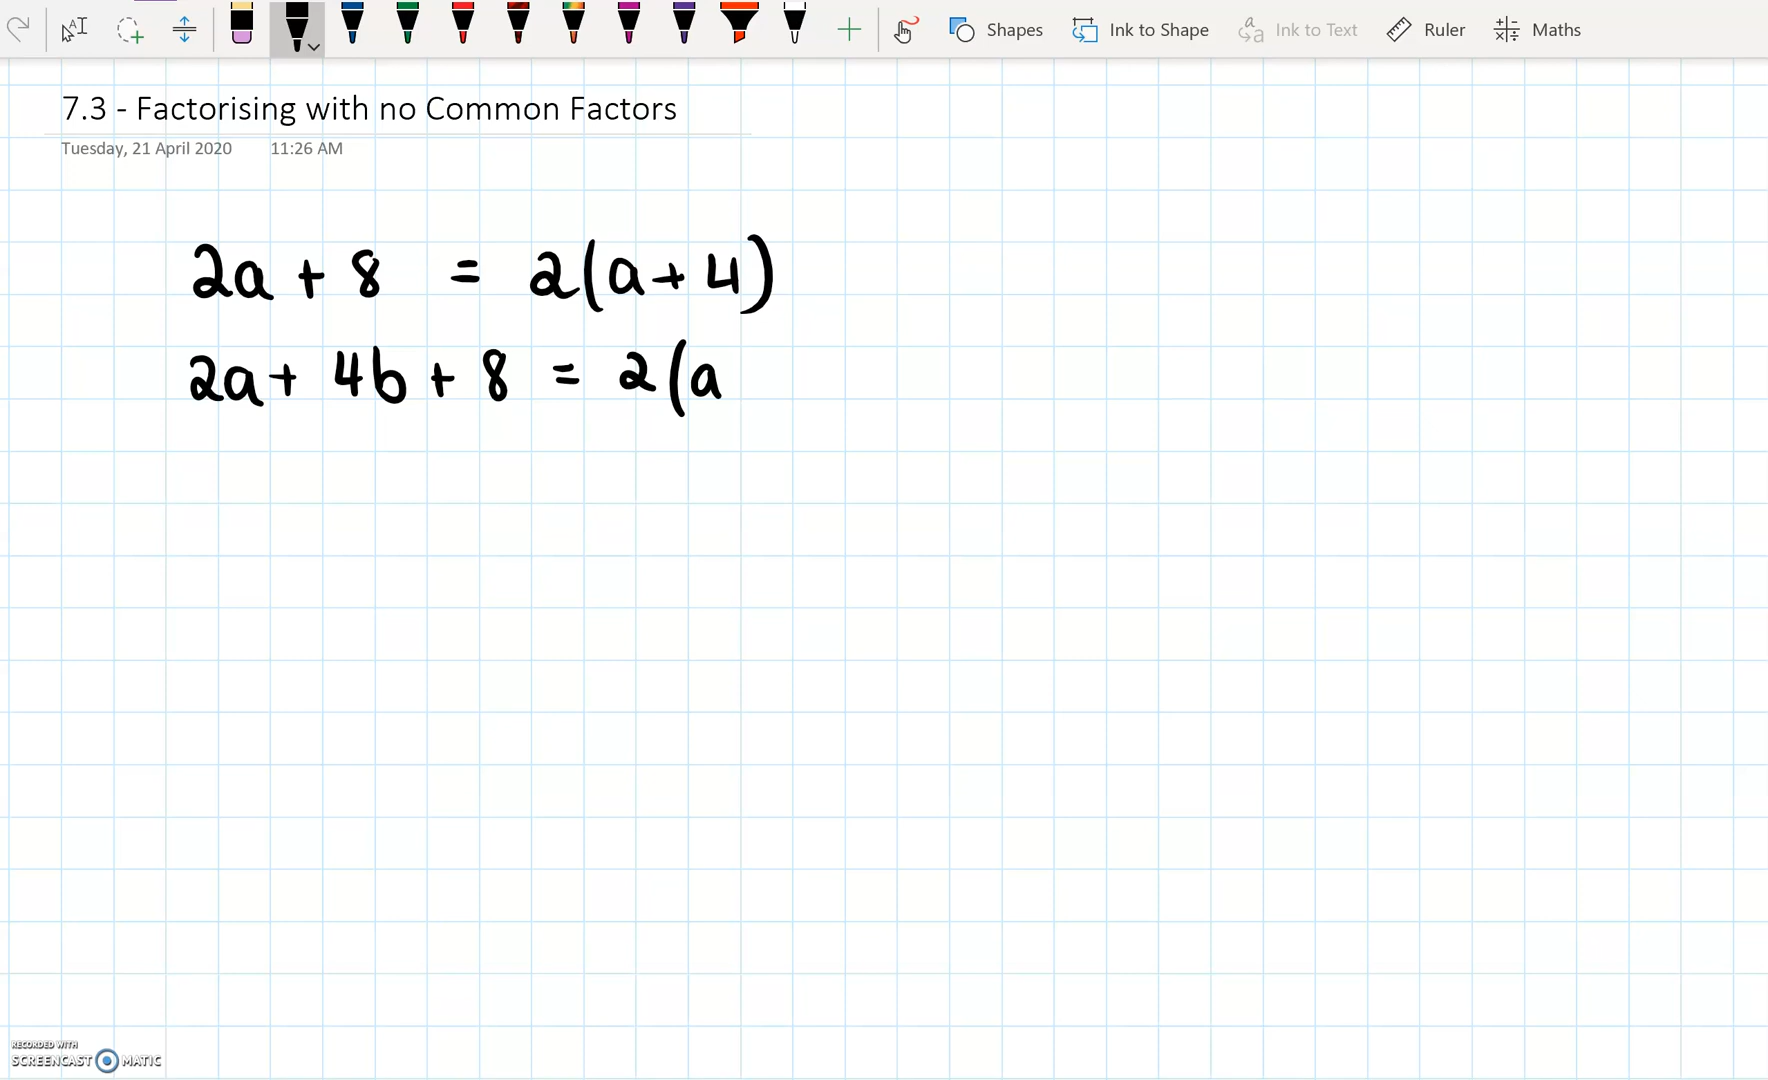 Shapes Ink to Shape Ink to Text Ruler Maths
7.3 - Factorising with no Common Factors
Tuesday, 21 April 2020 11:26 AM
2a + 8 = 2(a + 4)
2a + 4b + 8 = 2(a
RECORDED WITH
SCREENCAST MATIC